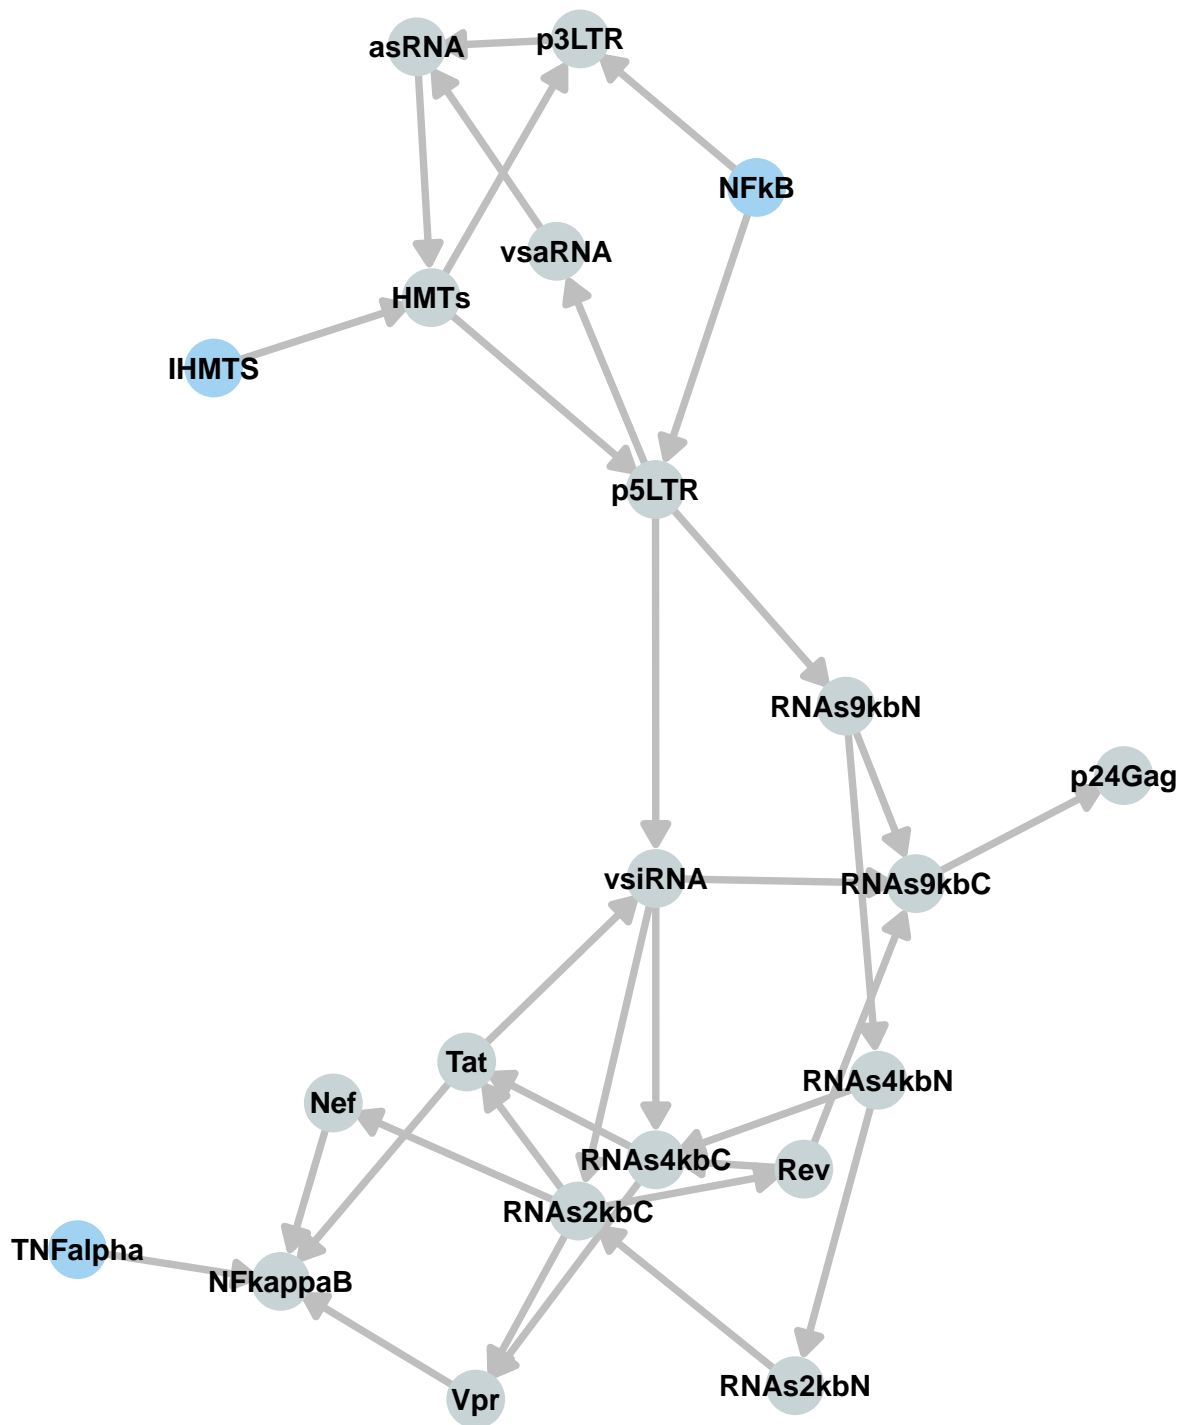 p3LTR
asRNA
NFkB
vsaRNA
HMTs
IHMTS
p5LTR
RNAs9kbN
p24Gag
vsiRNA
RNAs9kbC
Tat
RNAs4kbN
Nef
RNAs4kbC
Rev
RNAs2kbC
TNFalpha
NFkappaB
RNAs2kbN
Vpr